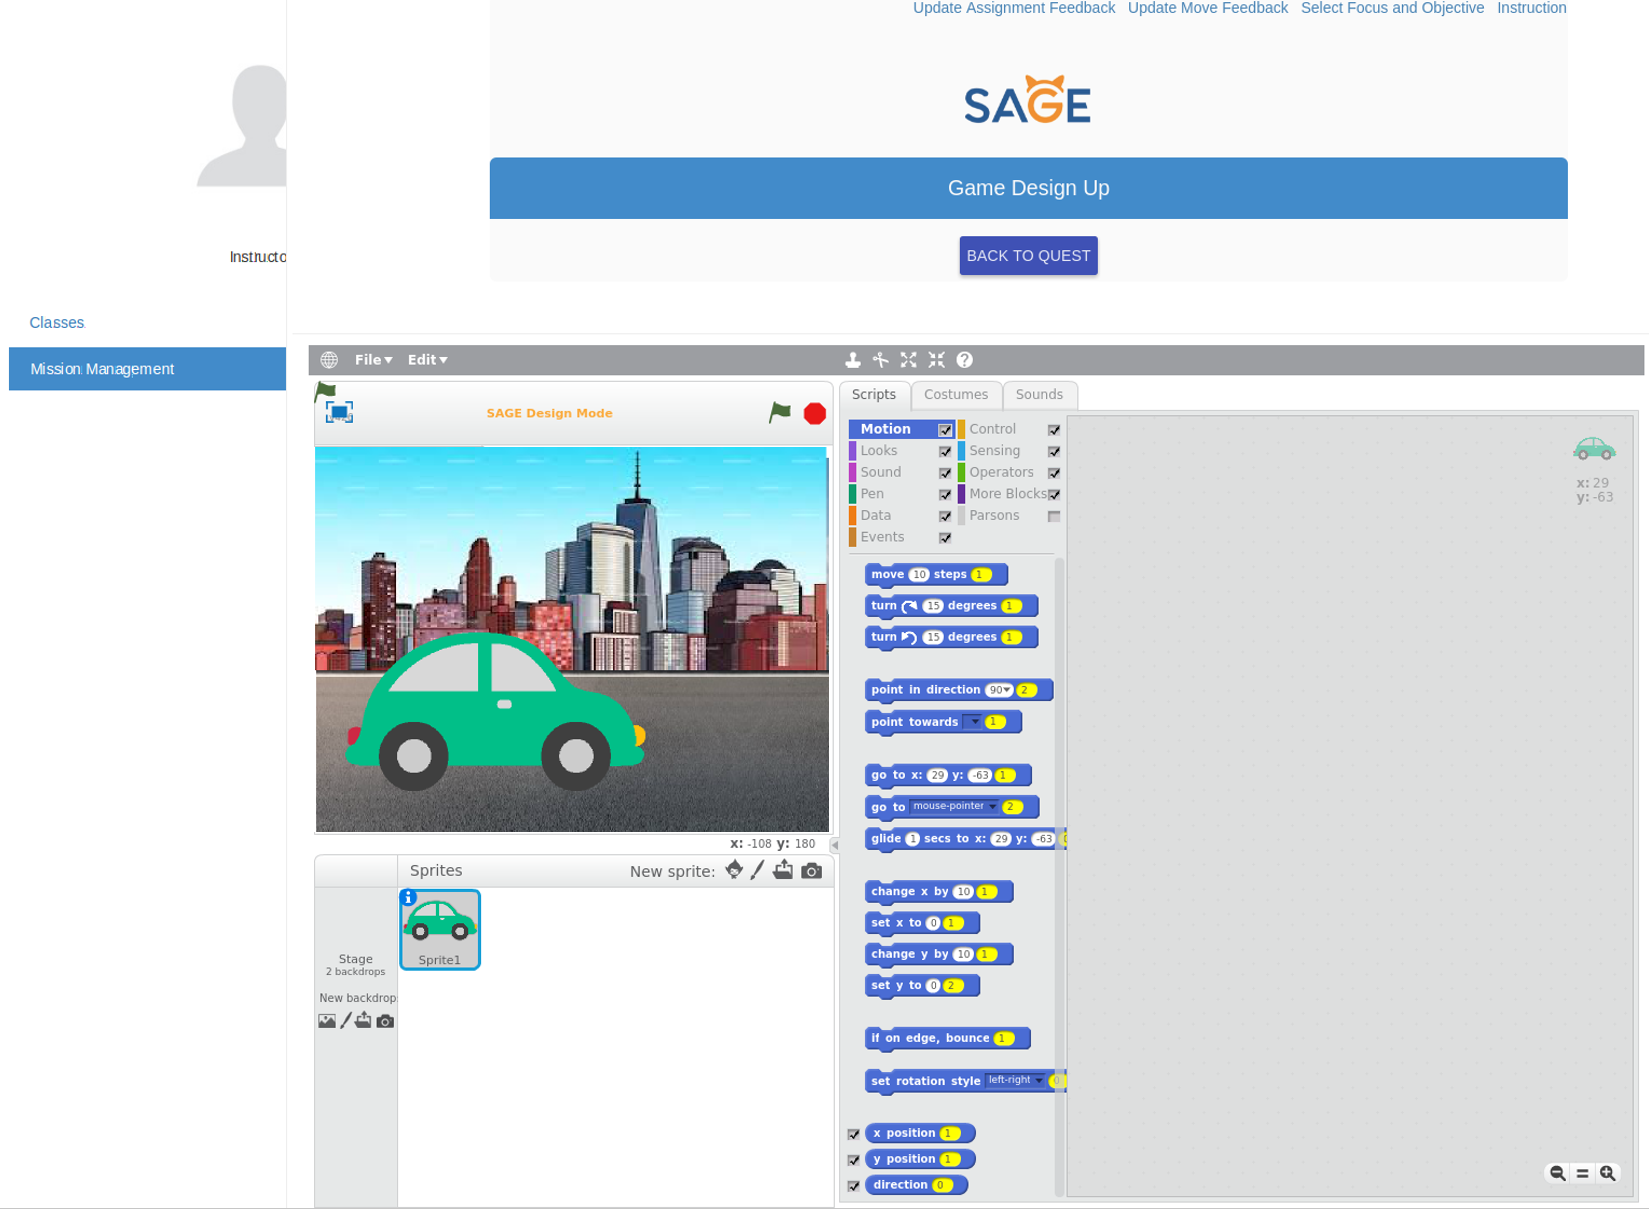 Update Assignment Feedback Update Move Feedback Select Focus and Objective Instruction
SAGE
Game Design Up
BACK TO QUEST
Instructo
Classes
Mission Management
File Edit
SAGE Design Mode
x: -108 y: 180
Sprites New sprite:
Sprite1
Stage
2 backdrops
New backdrop
Scripts Costumes Sounds
Motion Control
Looks Sensing
Sound Operators
Pen More Blocks
Data Parsons
Events
move 10 steps 1
turn 15 degrees 1
turn 15 degrees 1
point in direction 90 2
point towards 1
go to x: 29 y: -63 1
go to mouse-pointer 2
glide 1 secs to x: 29 y: -63
change x by 10 1
set x to 0 1
change y by 10 1
set y to 0 2
if on edge, bounce 1
set rotation style left-right 0
x position 1
y position 1
direction 0
x: 29
y: -63